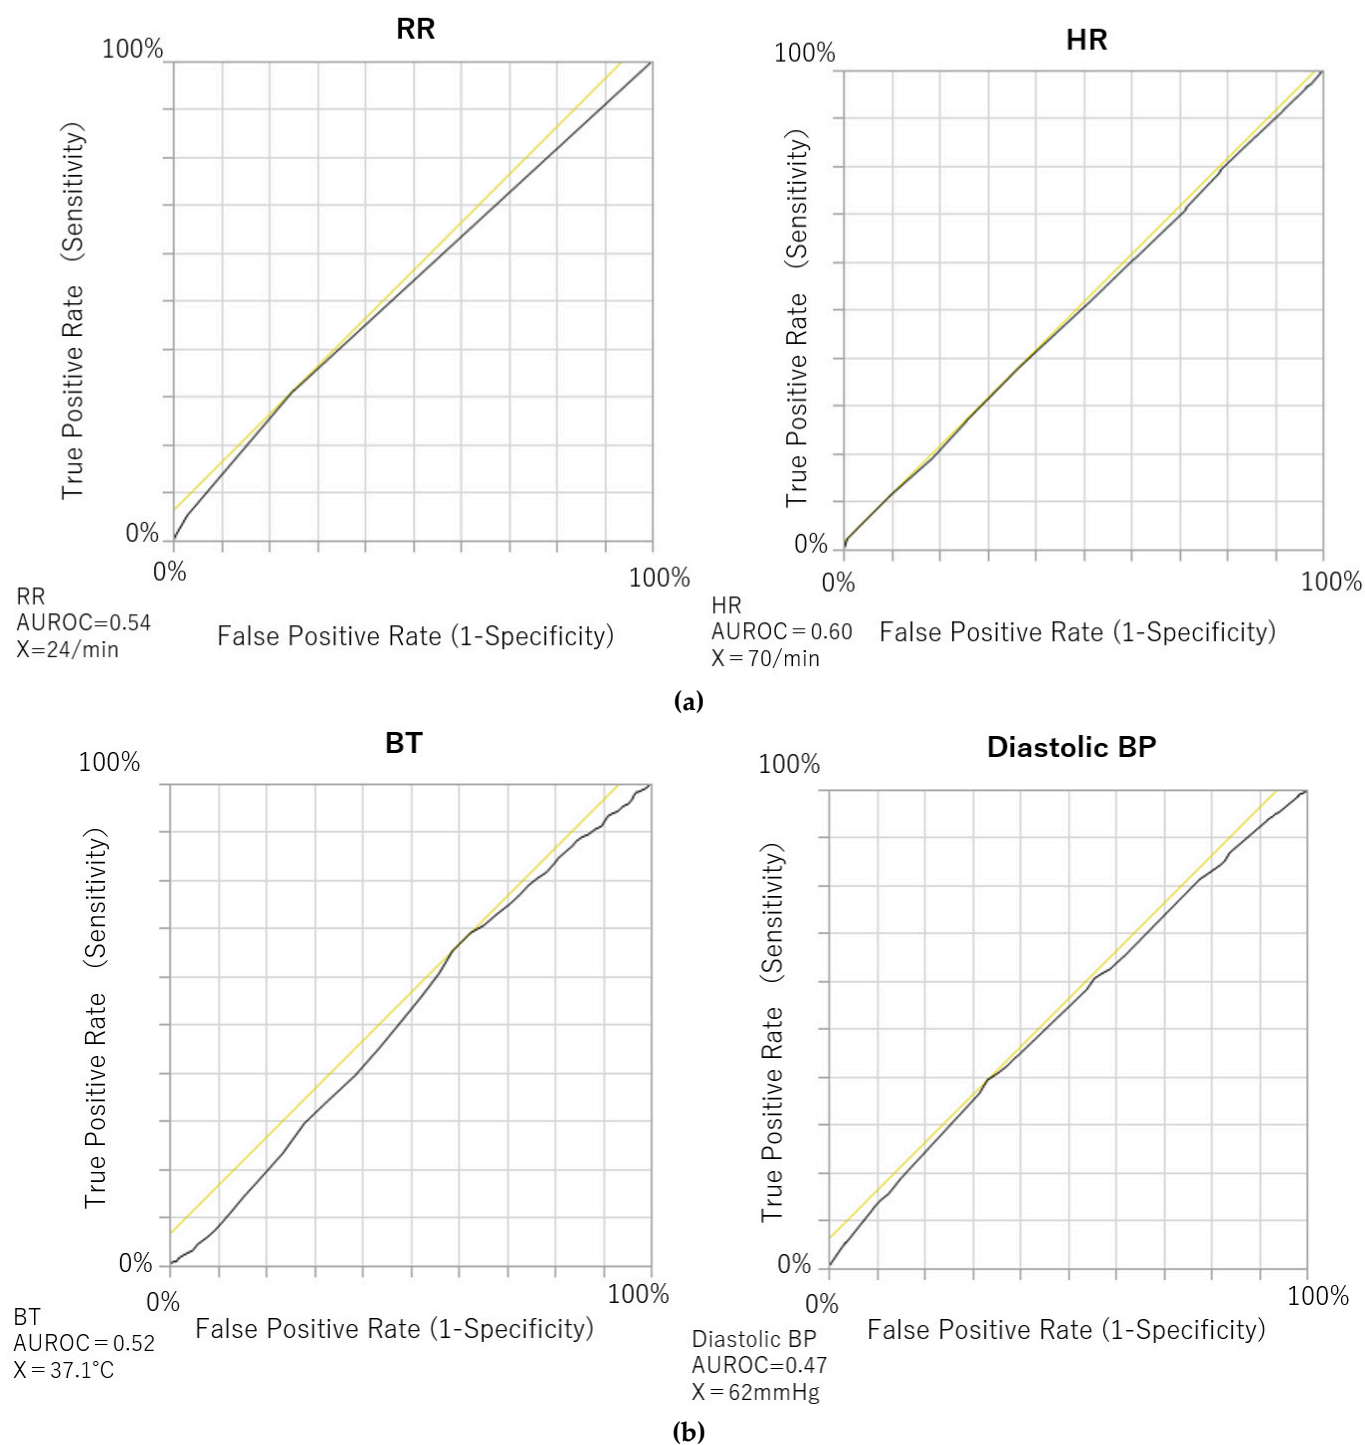 RR
100%
True Positive Rate (Sensitivity)
0%
0%
100%
RR
AUROC=0.54
X=24/min
False Positive Rate (1-Specificity)
HR
100%
True Positive Rate (Sensitivity)
0%
0%
100%
HR
AUROC=0.60
X=70/min
False Positive Rate (1-Specificity)
(a)
BT
100%
True Positive Rate (Sensitivity)
0%
0%
100%
BT
AUROC=0.52
X=37.1°C
False Positive Rate (1-Specificity)
Diastolic BP
100%
True Positive Rate (Sensitivity)
0%
0%
100%
Diastolic BP
AUROC=0.47
X=62mmHg
False Positive Rate (1-Specificity)
(b)